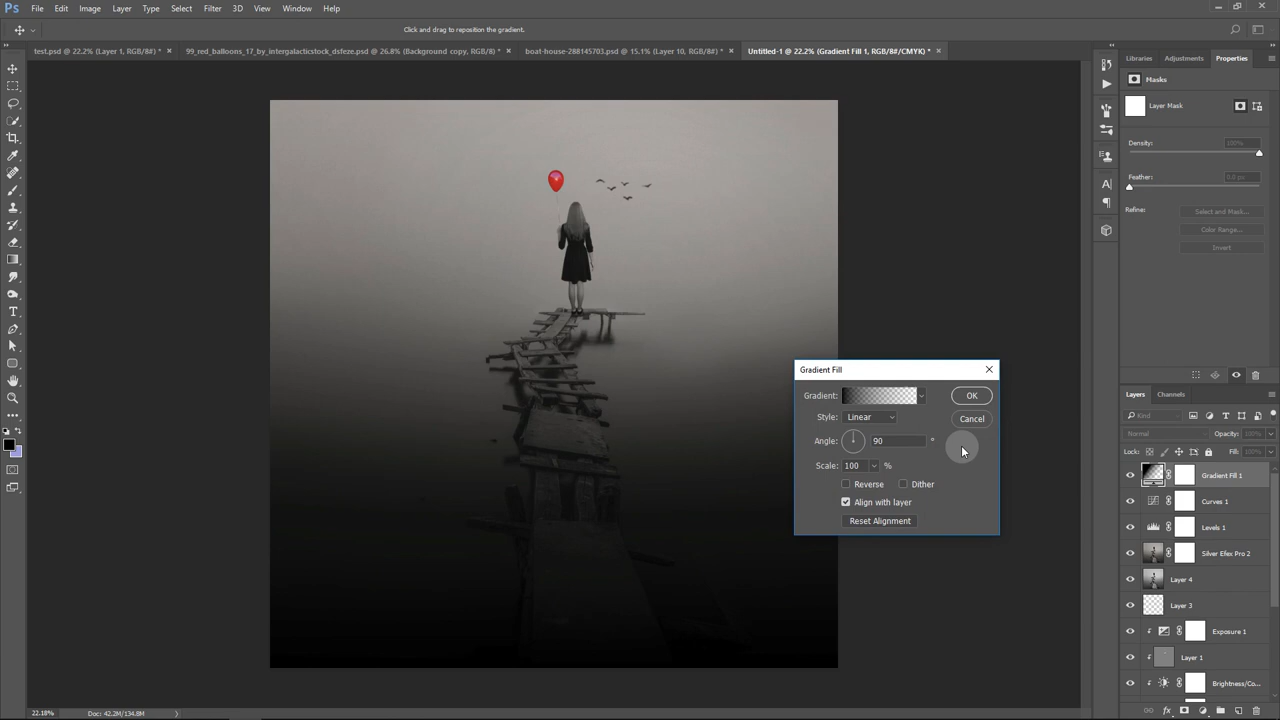 Ps File Edit Image Layer Type Select Filter 3D View Window Help
Click and drag to reposition the gradient.
test.psd @ 22.2% (Layer 1, RGB/8#) * ×
99_red_balloons_17_by_intergalacticstock_dsfeze.psd @ 26.8% (Background copy, RGB/8) * ×
boat-house-288145703.psd @ 15.1% (Layer 10, RGB/8#) * ×
Untitled-1 @ 22.2% (Gradient Fill 1, RGB/8#/CMYK) * ×
Libraries Adjustments Properties
Masks
Layer Mask
Density: 100%
Feather: 0.0 px
Refine: Select and Mask...
Color Range...
Invert
Gradient Fill
Gradient: OK
Style: Linear Cancel
Angle: 90 °
Scale: 100 %
Reverse Dither
Align with layer
Reset Alignment
Layers Channels
Kind
Normal Opacity: 100%
Lock: Fill: 100%
Gradient Fill 1
Curves 1
Levels 1
Silver Efex Pro 2
Layer 4
Layer 3
Exposure 1
Layer 1
Brightness/Co...
fx
22.18% Doc: 42.2M/134.8M